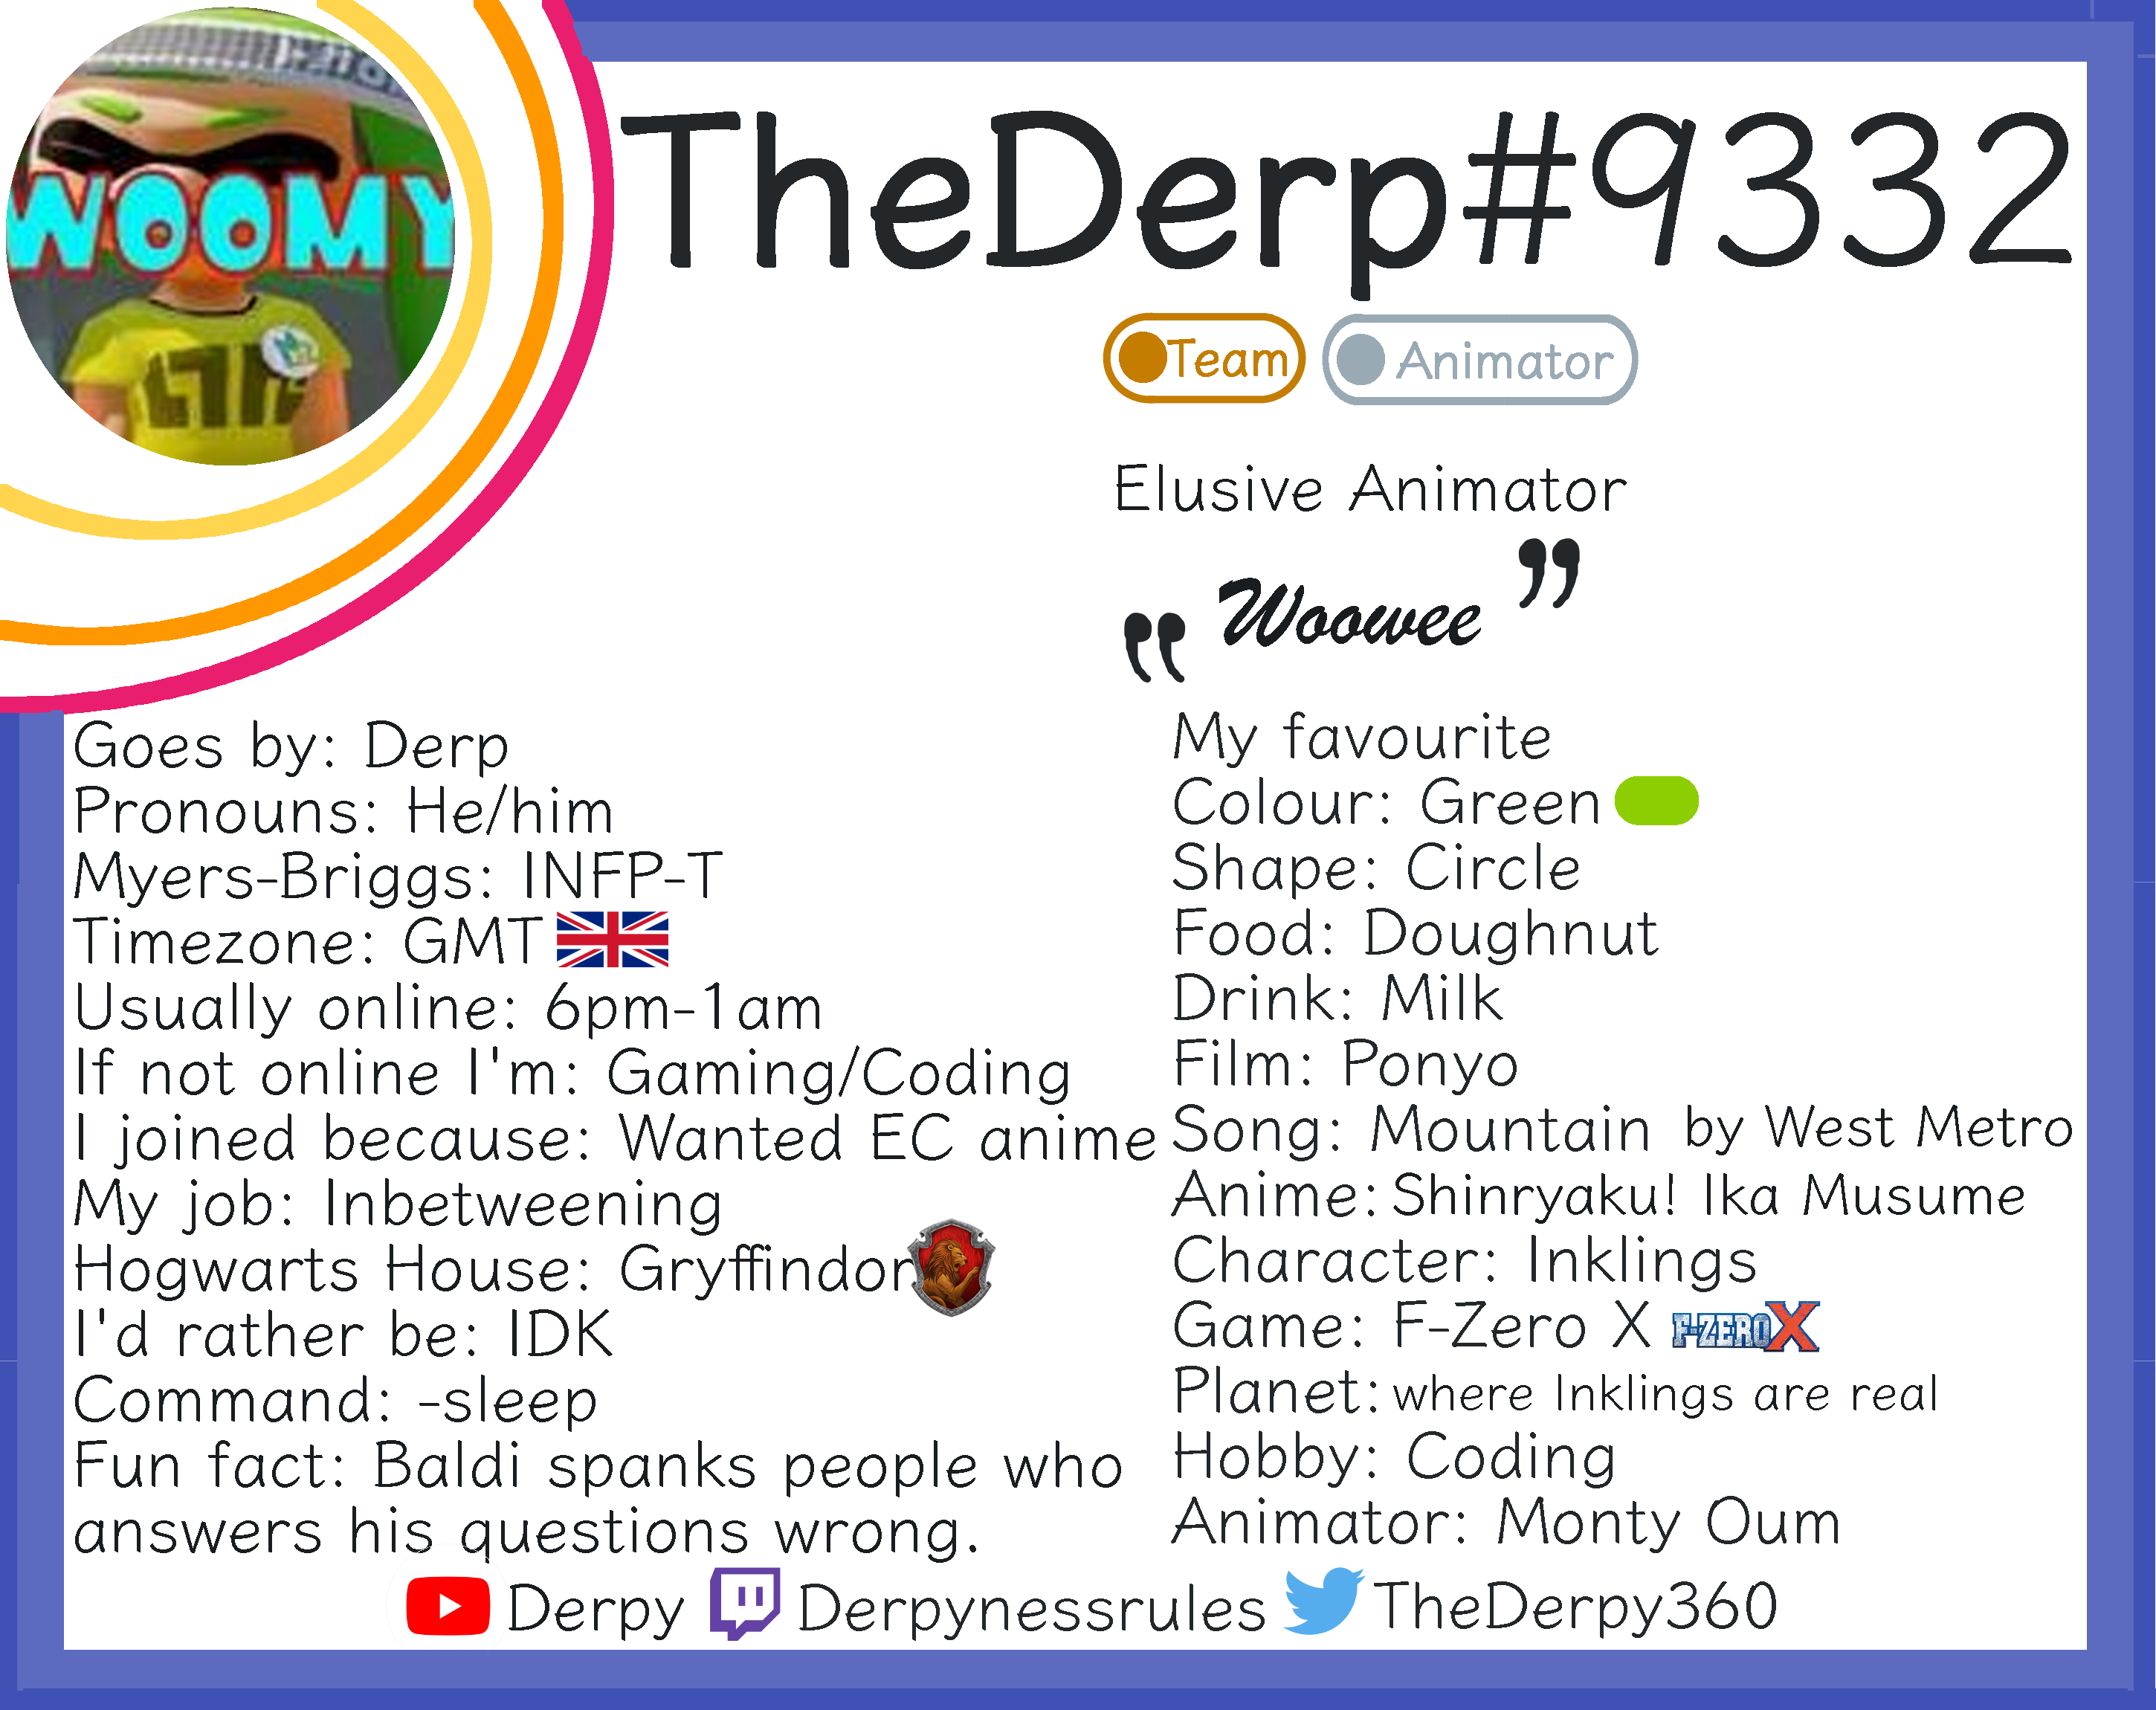 WOOMY
TheDerp#9332
Team
Animator
Elusive Animator
❝ Woowee ❞
Goes by: Derp
Pronouns: He/him
Myers-Briggs: INFP-T
Timezone: GMT
Usually online: 6pm-1am
If not online I'm: Gaming/Coding
I joined because: Wanted EC anime
My job: Inbetweening
Hogwarts House: Gryffindor
I'd rather be: IDK
Command: -sleep
Fun fact: Baldi spanks people who
answers his questions wrong.
My favourite
Colour: Green
Shape: Circle
Food: Doughnut
Drink: Milk
Film: Ponyo
Song: Mountain by West Metro
Anime: Shinryaku! Ika Musume
Character: Inklings
Game: F-Zero X F-ZERO X
Planet: where Inklings are real
Hobby: Coding
Animator: Monty Oum
Derpy Derpynessrules TheDerpy360